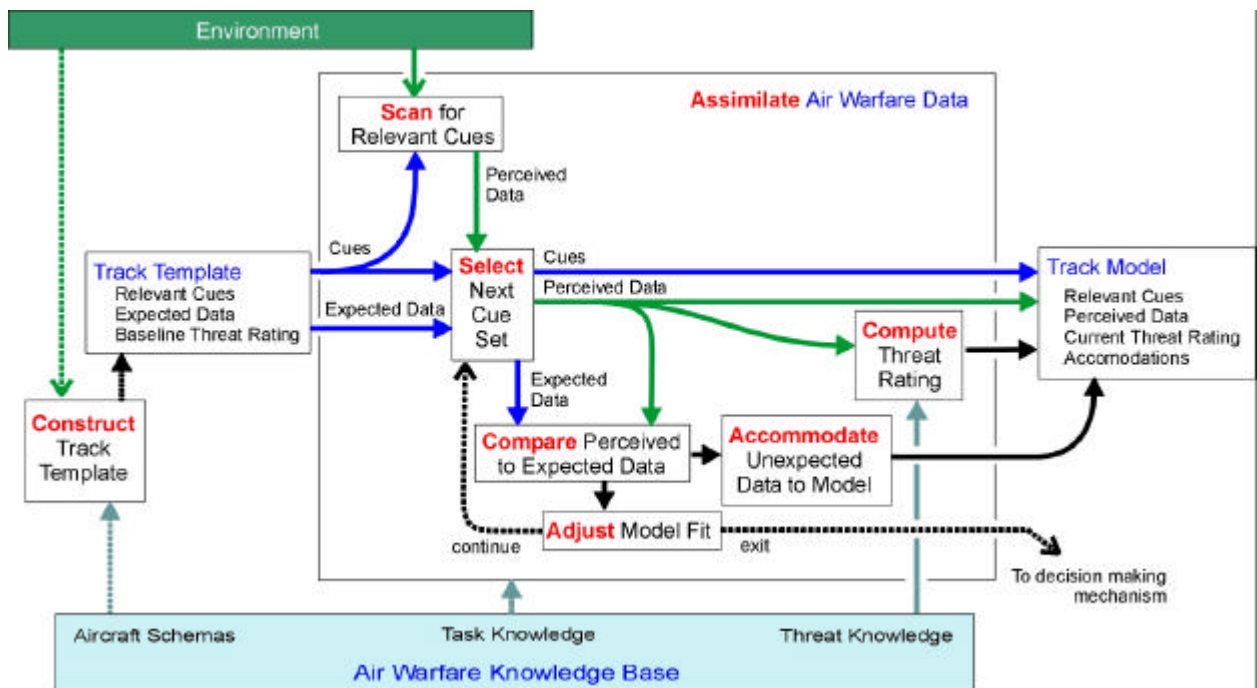 Environment
Assimilate Air Warfare Data
Scan for
Relevant Cues
Perceived
Data
Cues
Expected Data
Track Template
Relevant Cues
Expected Data
Baseline Threat Rating
Select
Next
Cue
Set
Cues
Perceived Data
Track Model
Relevant Cues
Perceived Data
Current Threat Rating
Accomodations
Compute
Threat
Rating
Expected
Data
Construct
Track
Template
Compare Perceived
to Expected Data
Accommodate
Unexpected
Data to Model
Adjust Model Fit
continue
exit
To decision making
mechanism
Aircraft Schemas
Task Knowledge
Threat Knowledge
Air Warfare Knowledge Base